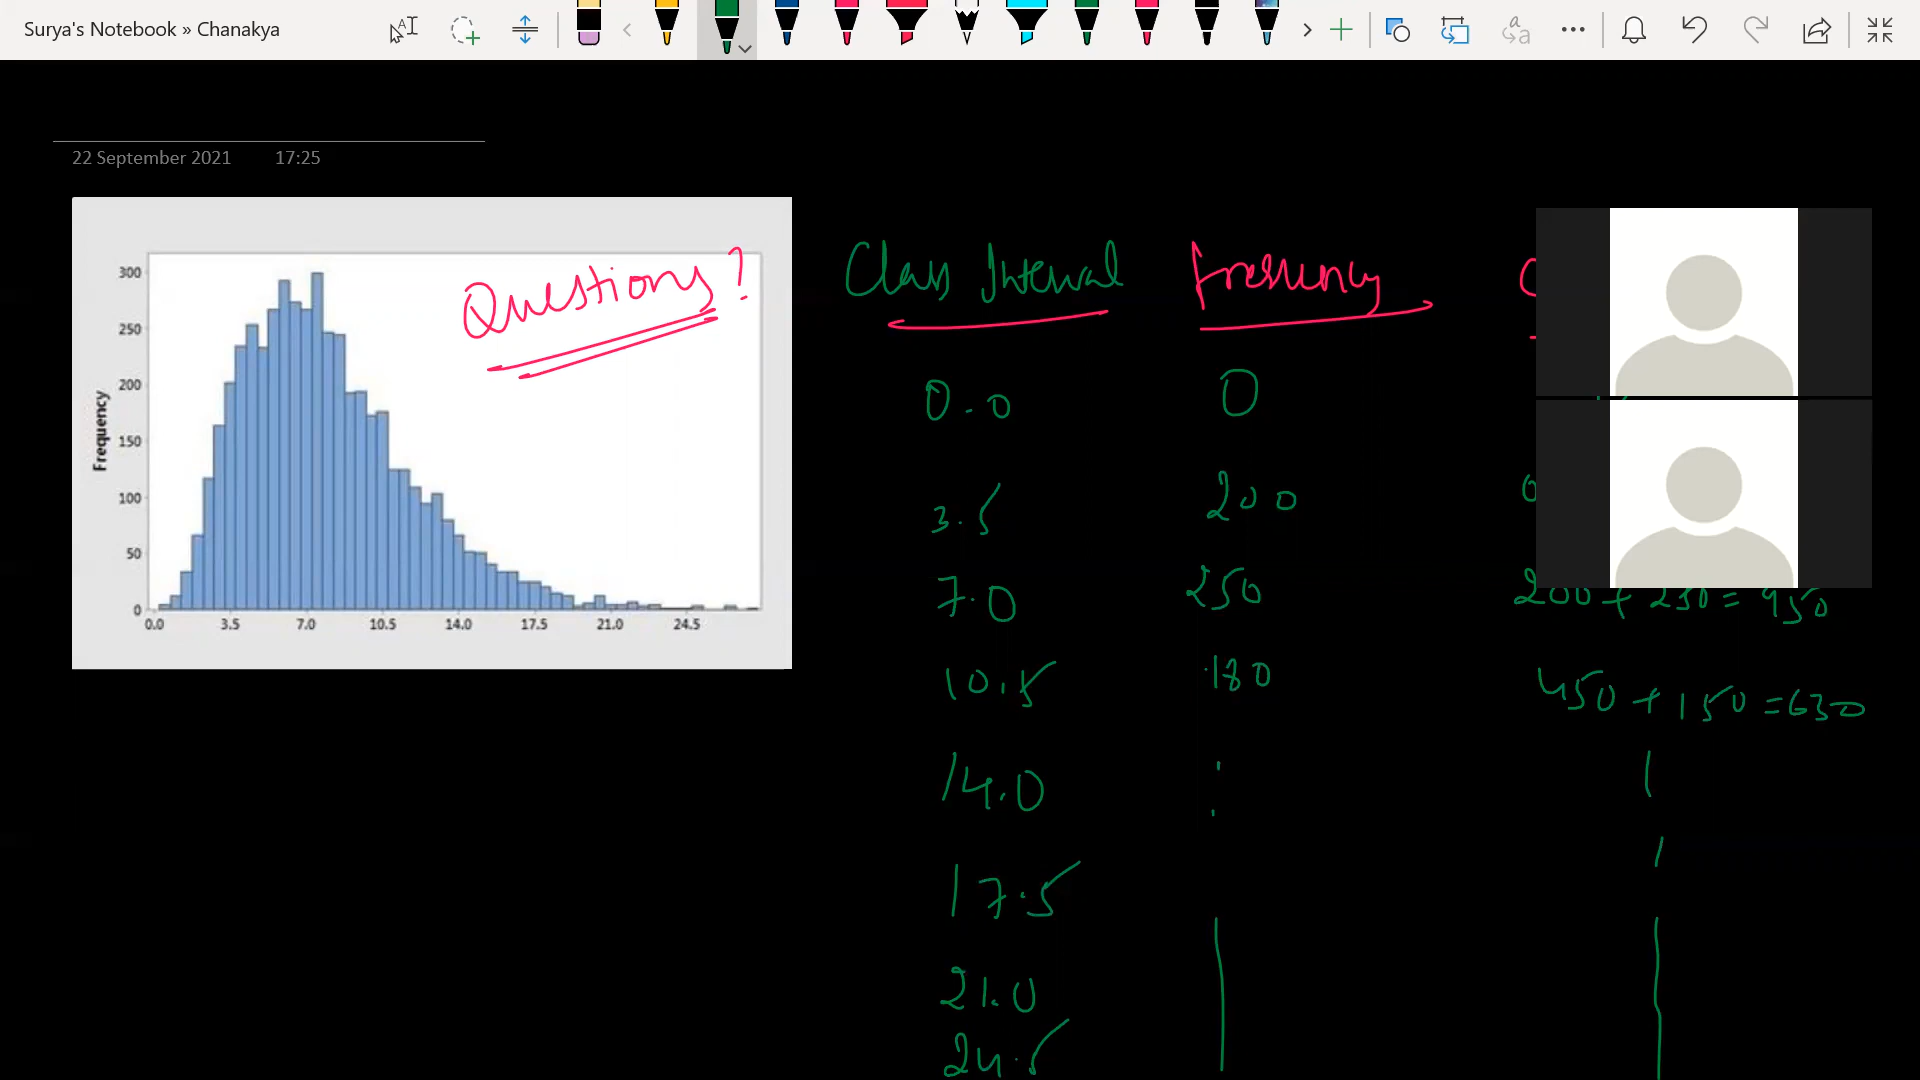 Surya's Notebook » Chanakya
22 September 2021 17:25
Questions?
Frequency
300
250
200
150
100
50
0
0.0 3.5 7.0 10.5 14.0 17.5 21.0 24.5
Class Interval Frequency
0.0 0
3.5 200
7.0 250 200 + 250 = 450
10.5 180 450 + 150 = 630
14.0
17.5
21.0
24.5